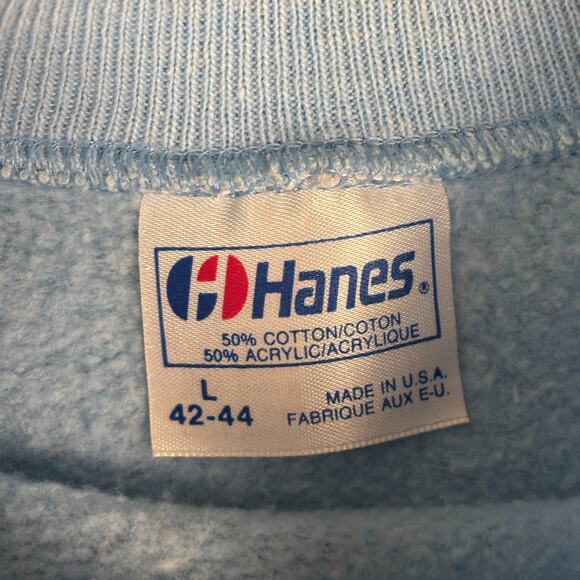 Hanes®
50% COTTON/COTON
50% ACRYLIC/ACRYLIQUE
L
42-44
MADE IN U.S.A.
FABRIQUE AUX E-U.